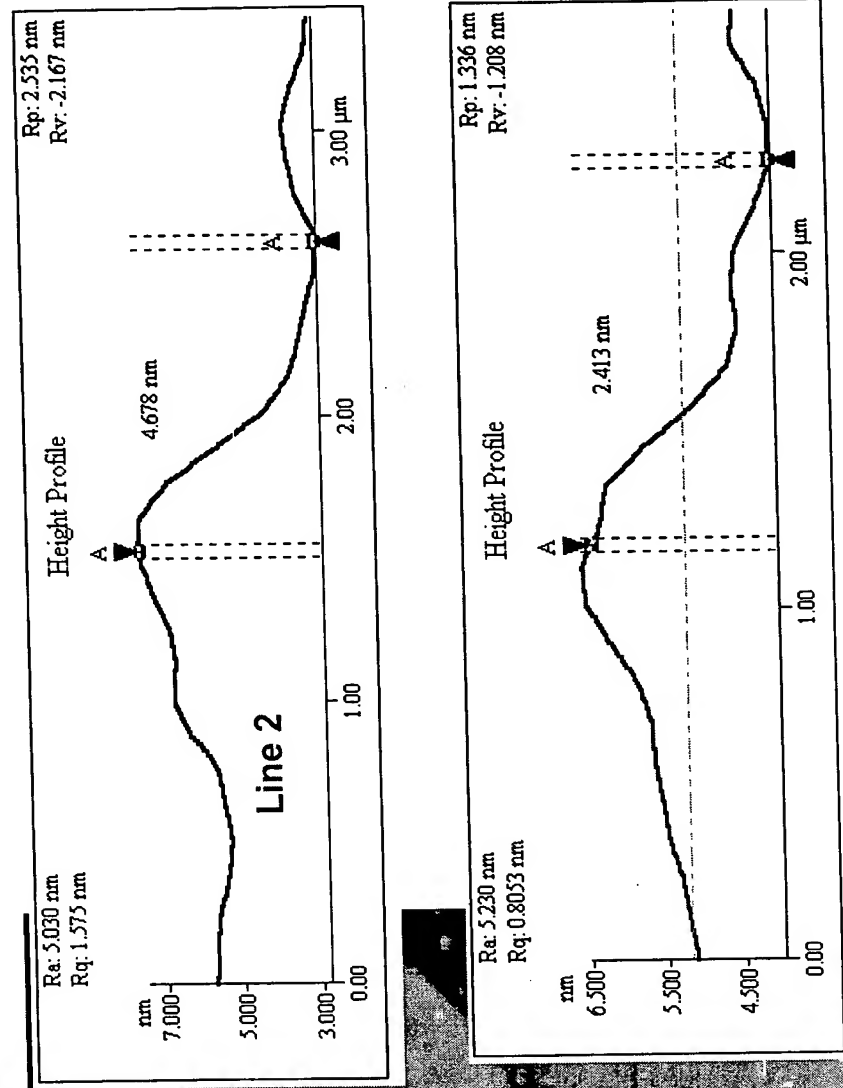 Ra: 5.030 nm
Rq: 1.575 nm
Height Profile
Rp: 2.535 nm
Rv: -2.167 nm
A
4.678 nm
A
nm
7.000
5.000
3.000
Line 2
0.00
1.00
2.00
3.00 µm
Ra: 5.230 nm
Rq: 0.8053 nm
Height Profile
Rp: 1.336 nm
Rv: -1.208 nm
A
2.413 nm
A
nm
6.500
5.500
4.500
0.00
1.00
2.00 µm